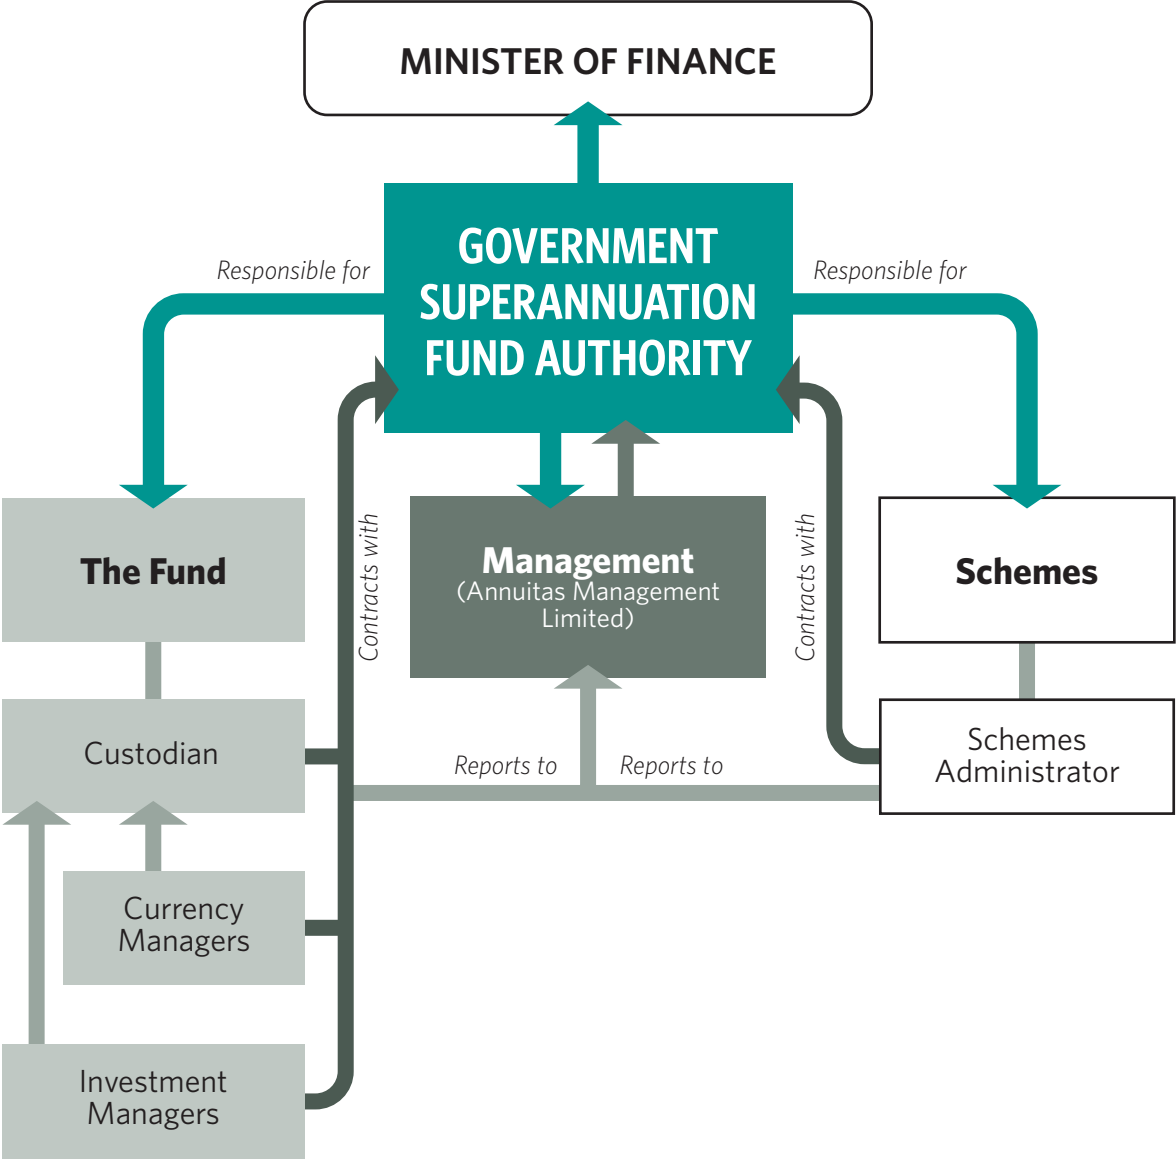 MINISTER OF FINANCE
GOVERNMENT
SUPERANNUATION
FUND AUTHORITY
Responsible for
Responsible for
The Fund
Contracts with
Management
(Annuitas Management
Limited)
Contracts with
Schemes
Custodian
Reports to
Reports to
Schemes
Administrator
Currency
Managers
Investment
Managers